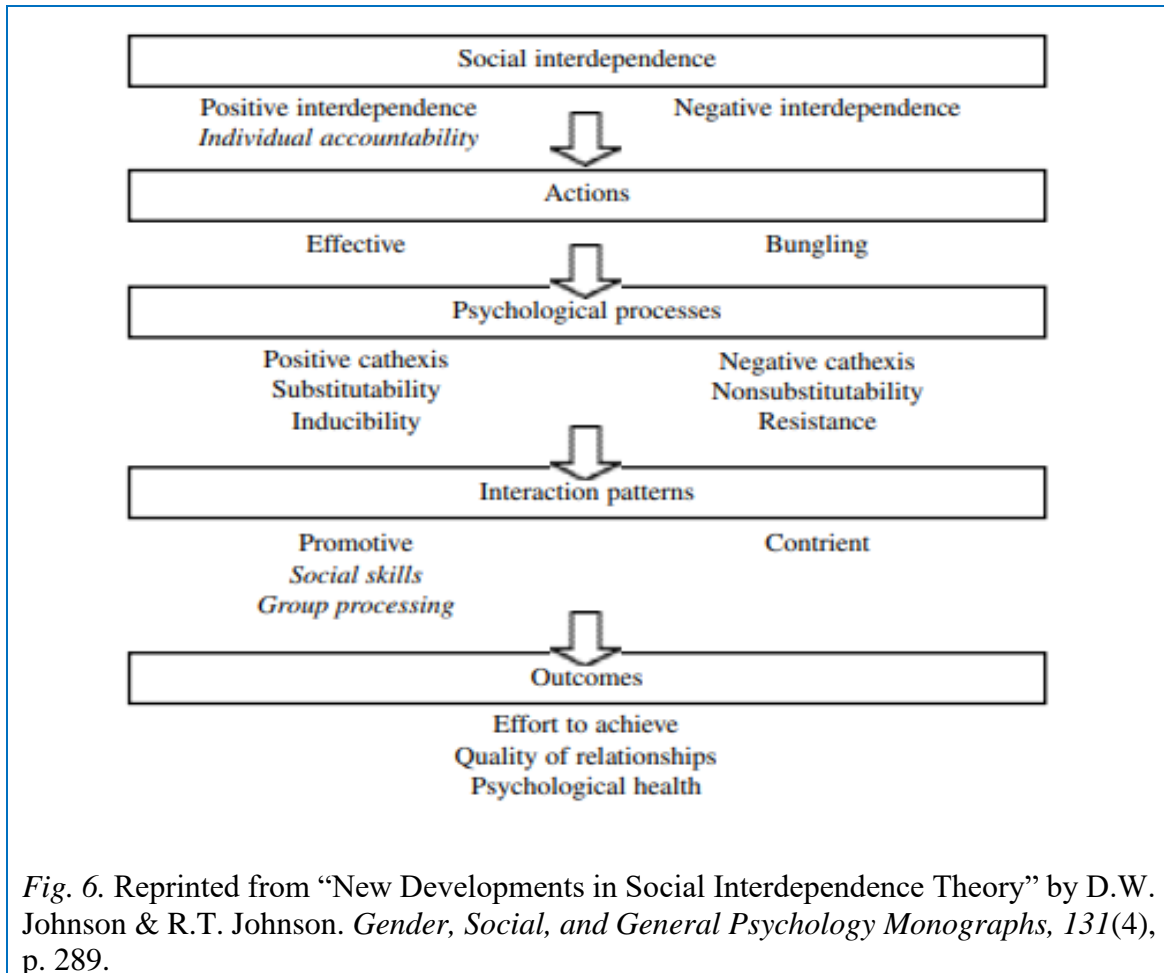 Social interdependence
Positive interdependence Negative interdependence
Individual accountability
Actions
Effective Bungling
Psychological processes
Positive cathexis Negative cathexis
Substitutability Nonsubstitutability
Inducibility Resistance
Interaction patterns
Promotive Contrient
Social skills
Group processing
Outcomes
Effort to achieve
Quality of relationships
Psychological health
Fig. 6. Reprinted from “New Developments in Social Interdependence Theory” by D.W.
Johnson & R.T. Johnson. Gender, Social, and General Psychology Monographs, 131(4),
p. 289.